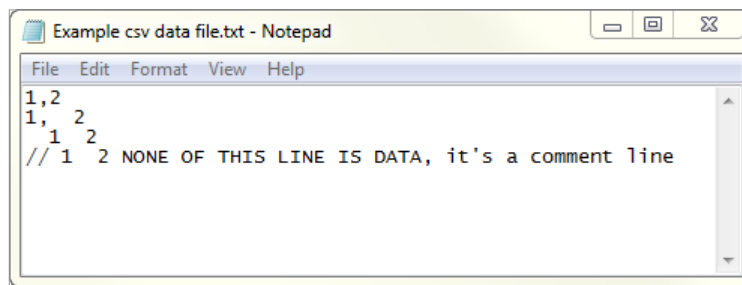 Example csv data file.txt - Notepad
File Edit Format View Help
1,2
1,  2
  1  2
// 1  2 NONE OF THIS LINE IS DATA, it's a comment line